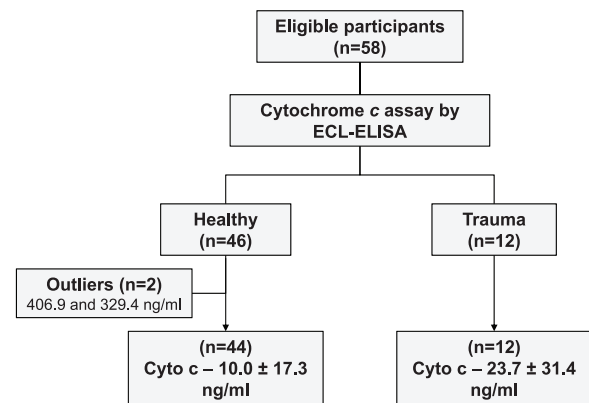 Eligible participants
(n=58)
Cytochrome c assay by
ECL-ELISA
Healthy
(n=46)
Trauma
(n=12)
Outliers (n=2)
406.9 and 329.4 ng/ml
(n=44)
Cyto c – 10.0 ± 17.3
ng/ml
(n=12)
Cyto c – 23.7 ± 31.4
ng/ml